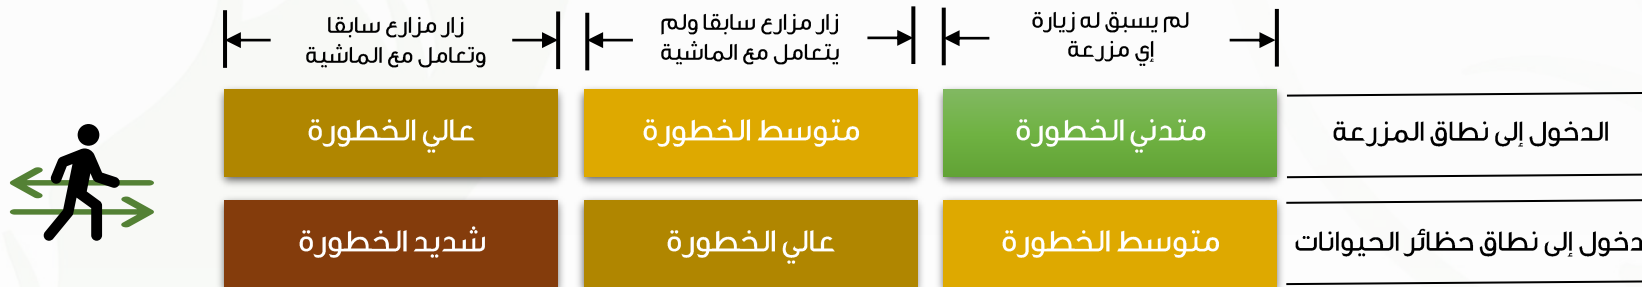 لم يسبق له زيارة
إي مزرعة
زار مزارع سابقا ولم
يتعامل مع الماشية
زار مزارع سابقا
وتعامل مع الماشية
الدخول إلى نطاق المزرعة
متدني الخطورة
متوسط الخطورة
عالي الخطورة
دخول إلى نطاق حظائر الحيوانات
متوسط الخطورة
عالي الخطورة
شديد الخطورة